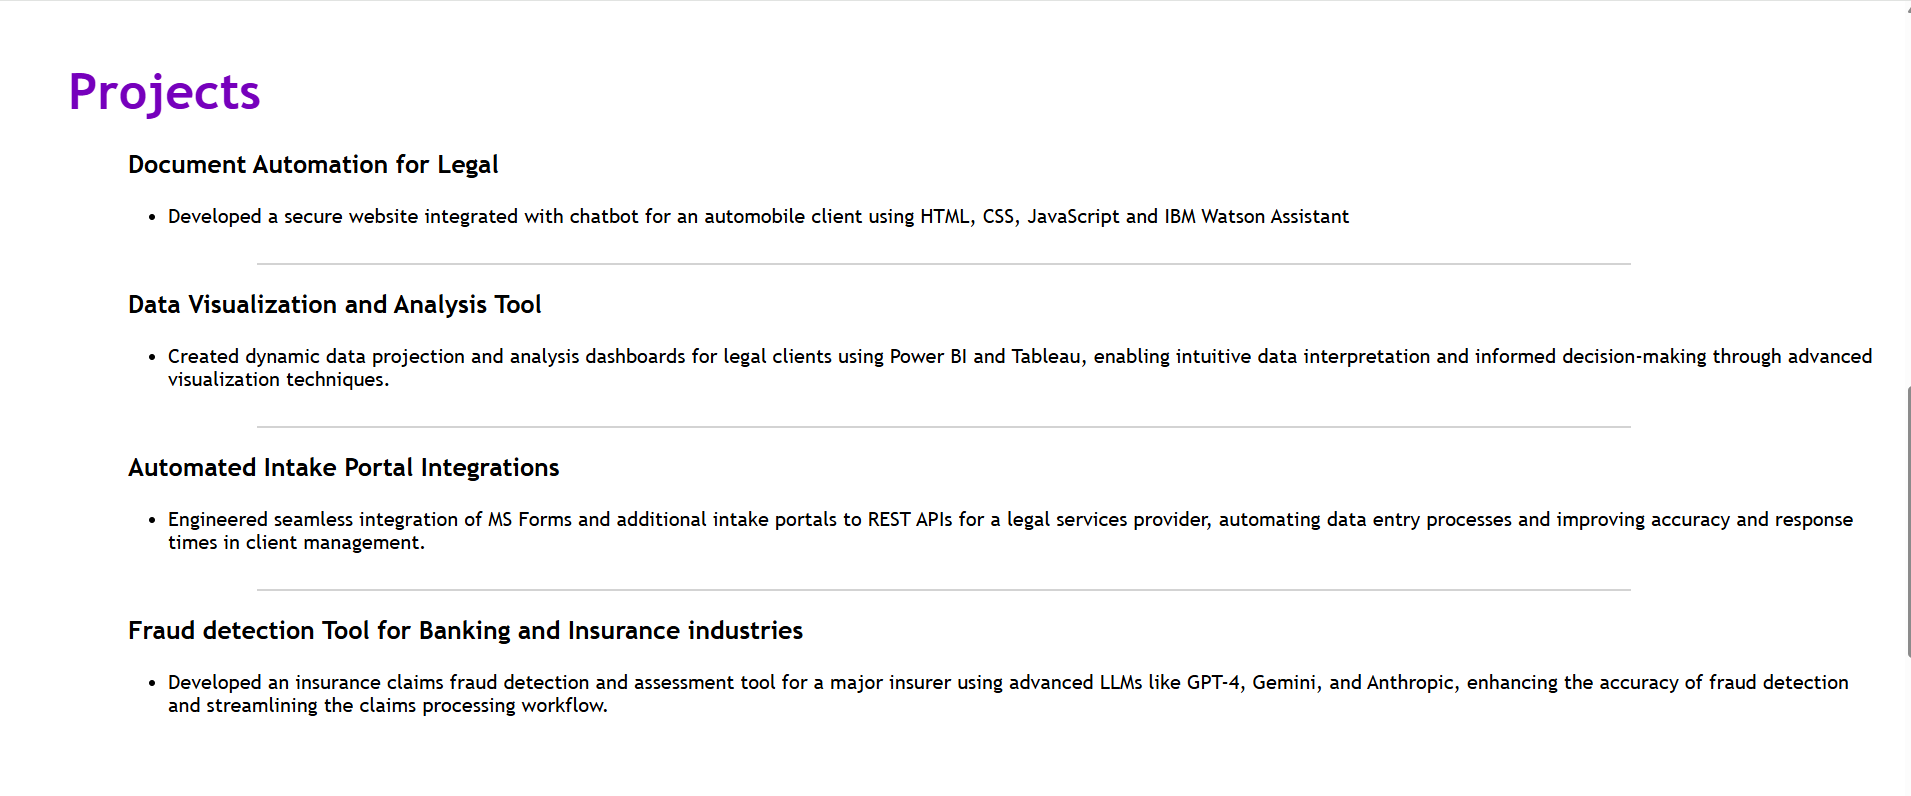 Projects
Document Automation for Legal
• Developed a secure website integrated with chatbot for an automobile client using HTML, CSS, JavaScript and IBM Watson Assistant
Data Visualization and Analysis Tool
• Created dynamic data projection and analysis dashboards for legal clients using Power BI and Tableau, enabling intuitive data interpretation and informed decision-making through advanced
visualization techniques.
Automated Intake Portal Integrations
• Engineered seamless integration of MS Forms and additional intake portals to REST APIs for a legal services provider, automating data entry processes and improving accuracy and response
times in client management.
Fraud detection Tool for Banking and Insurance industries
• Developed an insurance claims fraud detection and assessment tool for a major insurer using advanced LLMs like GPT-4, Gemini, and Anthropic, enhancing the accuracy of fraud detection
and streamlining the claims processing workflow.